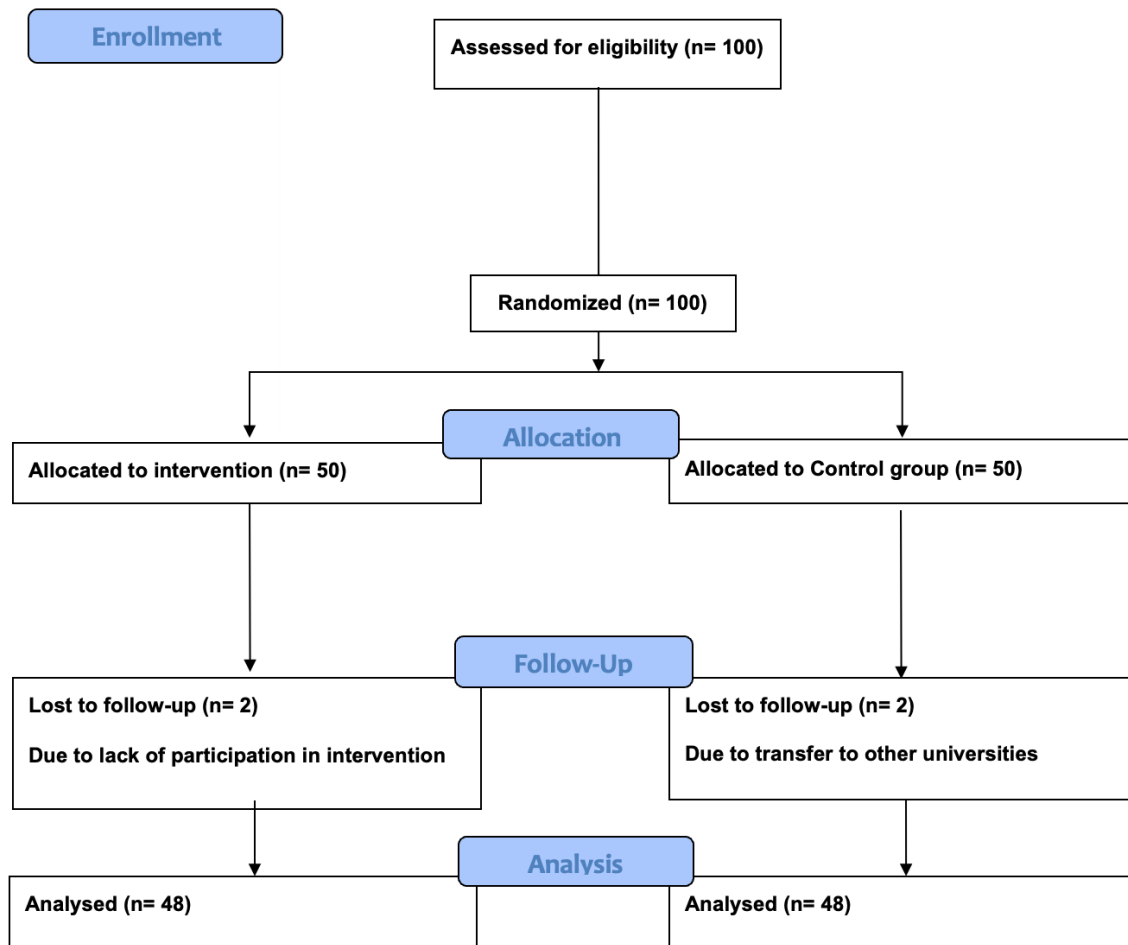 Enrollment
Assessed for eligibility (n= 100)
Randomized (n= 100)
Allocation
Allocated to intervention (n= 50)
Allocated to Control group (n= 50)
Follow-Up
Lost to follow-up (n= 2)
Due to lack of participation in intervention
Lost to follow-up (n= 2)
Due to transfer to other universities
Analysis
Analysed (n= 48)
Analysed (n= 48)